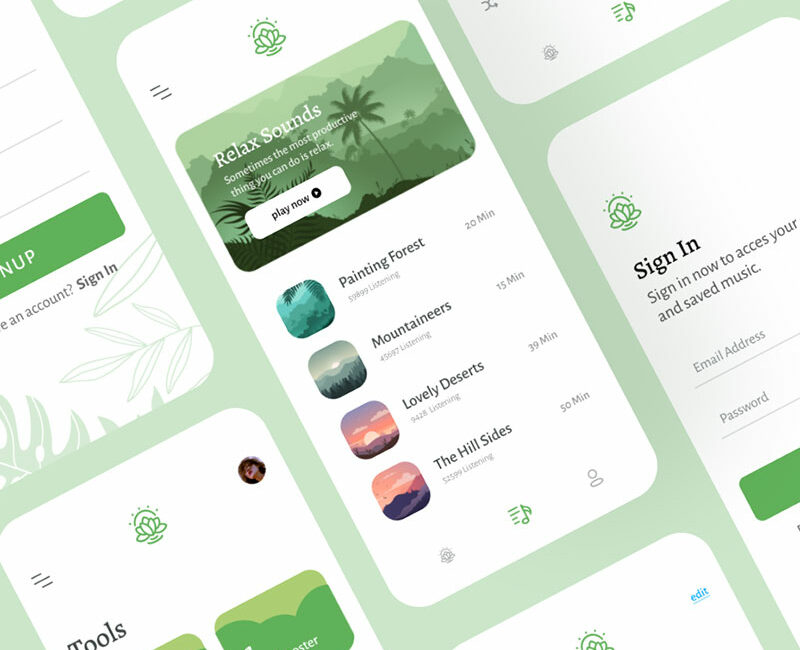 NUP
e an account? Sign In
Tools
Relax Sounds
Sometimes the most productive
thing you can do is relax.
play now
Painting Forest
59899 Listening
20 Min
Mountaineers
45697 Listening
15 Min
Lovely Deserts
9428 Listening
39 Min
The Hill Sides
52599 Listening
50 Min
Sign In
Sign in now to acces your
and saved music.
Email Address
Password
edit